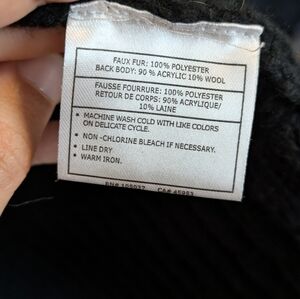 FAUX FUR: 100% POLYESTER
BACK BODY: 90 % ACRYLIC 10% WOOL
FAUSSE FOURRURE: 100% POLYESTER
RETOUR DE CORPS: 90% ACRYLIQUE/
10% LAINE
• MACHINE WASH COLD WITH LIKE COLORS
ON DELICATE CYCLE.
• NON -CHLORINE BLEACH IF NECESSARY.
• LINE DRY
• WARM IRON.